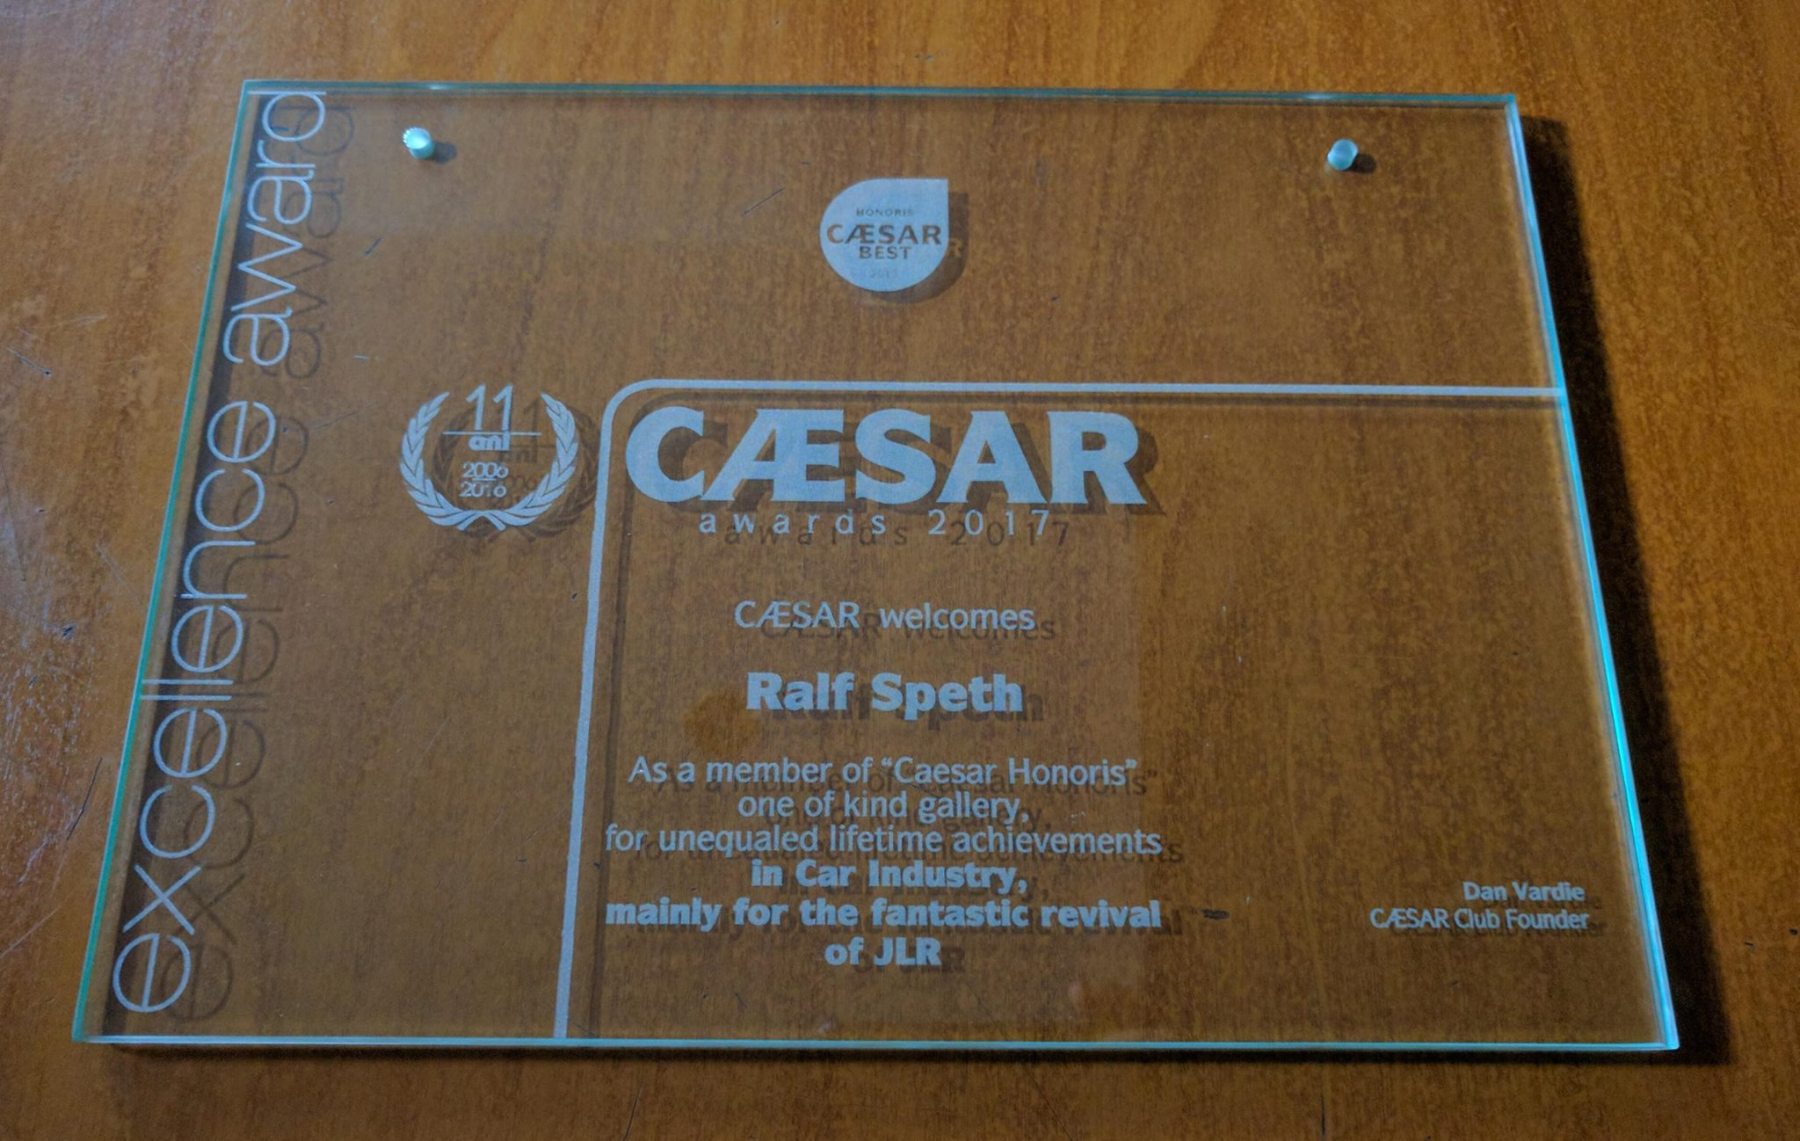 excellence award
HONORIS
CÆSAR
BEST
11
ani
2006
2016
CÆSAR
awards 2017
CÆSAR welcomes
Ralf Speth
As a member of “Caesar Honoris”
one of kind gallery,
for unequaled lifetime achievements
in Car Industry,
mainly for the fantastic revival
of JLR
Dan Vardie
CÆSAR Club Founder